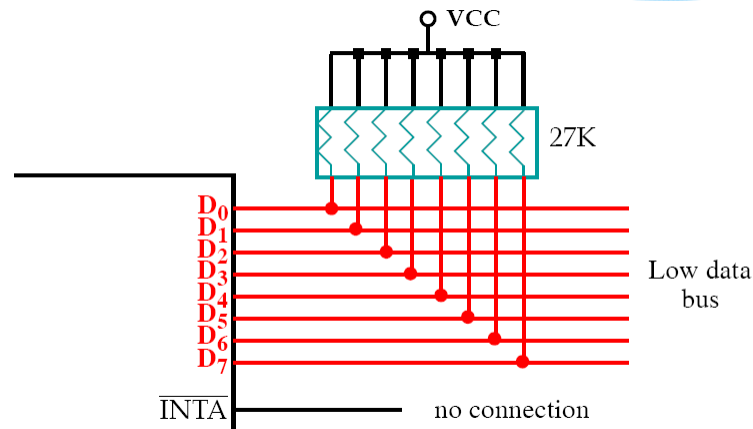 VCC
27K
D0
D1
D2
D3
D4
D5
D6
D7
Low data
bus
INTA
no connection